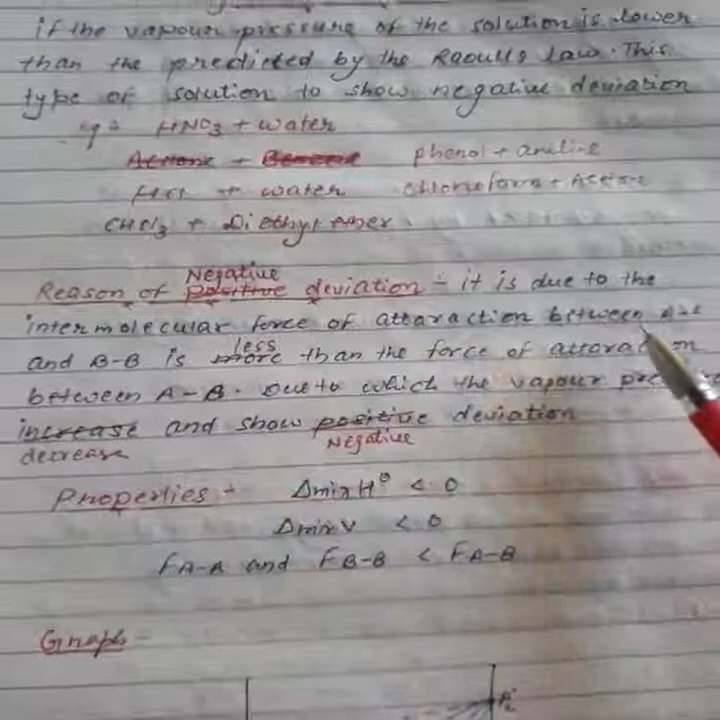 if the vapour pressure of the solution is lower
than the predicted by the Raoults law. This
type of solution to show negative deviation
eg: HNO3 + water
Acetone + Benzene phenol + aniline
HCl + water chloroform + Acetone
CHCl3 + Diethyl ether
Negative
Reason of positive deviation - it is due to the
intermolecular force of attaraction between A-A
less
and B-B is more than the force of attaraction
between A-B. Due to which the vapour pressure
increase and show positive deviation
decrease Negative
Properties - ΔmixH° < 0
ΔmixV < 0
FA-A and FB-B < FA-B
Graph -